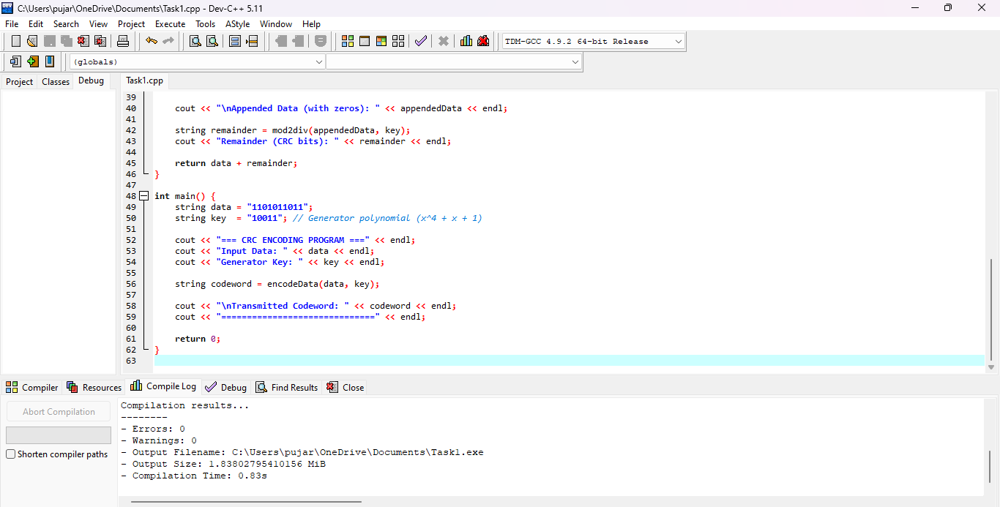 C:\Users\pujar\OneDrive\Documents\Task1.cpp - Dev-C++ 5.11
File Edit Search View Project Execute Tools AStyle Window Help
TDM-GCC 4.9.2 64-bit Release
(globals)
Project Classes Debug
Task1.cpp
39
40 cout << "\nAppended Data (with zeros): " << appendedData << endl;
41
42 string remainder = mod2div(appendedData, key);
43 cout << "Remainder (CRC bits): " << remainder << endl;
44
45 return data + remainder;
46 }
47
48 int main() {
49 string data = "1101011011";
50 string key  = "10011"; // Generator polynomial (x^4 + x + 1)
51
52 cout << "=== CRC ENCODING PROGRAM ===" << endl;
53 cout << "Input Data: " << data << endl;
54 cout << "Generator Key: " << key << endl;
55
56 string codeword = encodeData(data, key);
57
58 cout << "\nTransmitted Codeword: " << codeword << endl;
59 cout << "==============================" << endl;
60
61 return 0;
62 }
63
Compiler Resources Compile Log Debug Find Results Close
Abort Compilation
Shorten compiler paths
Compilation results...
--------
- Errors: 0
- Warnings: 0
- Output Filename: C:\Users\pujar\OneDrive\Documents\Task1.exe
- Output Size: 1.83802795410156 MiB
- Compilation Time: 0.83s